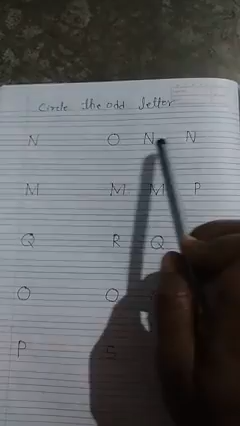 Circle the odd letter
N O N N
M M M P
Q R Q
O O
P S